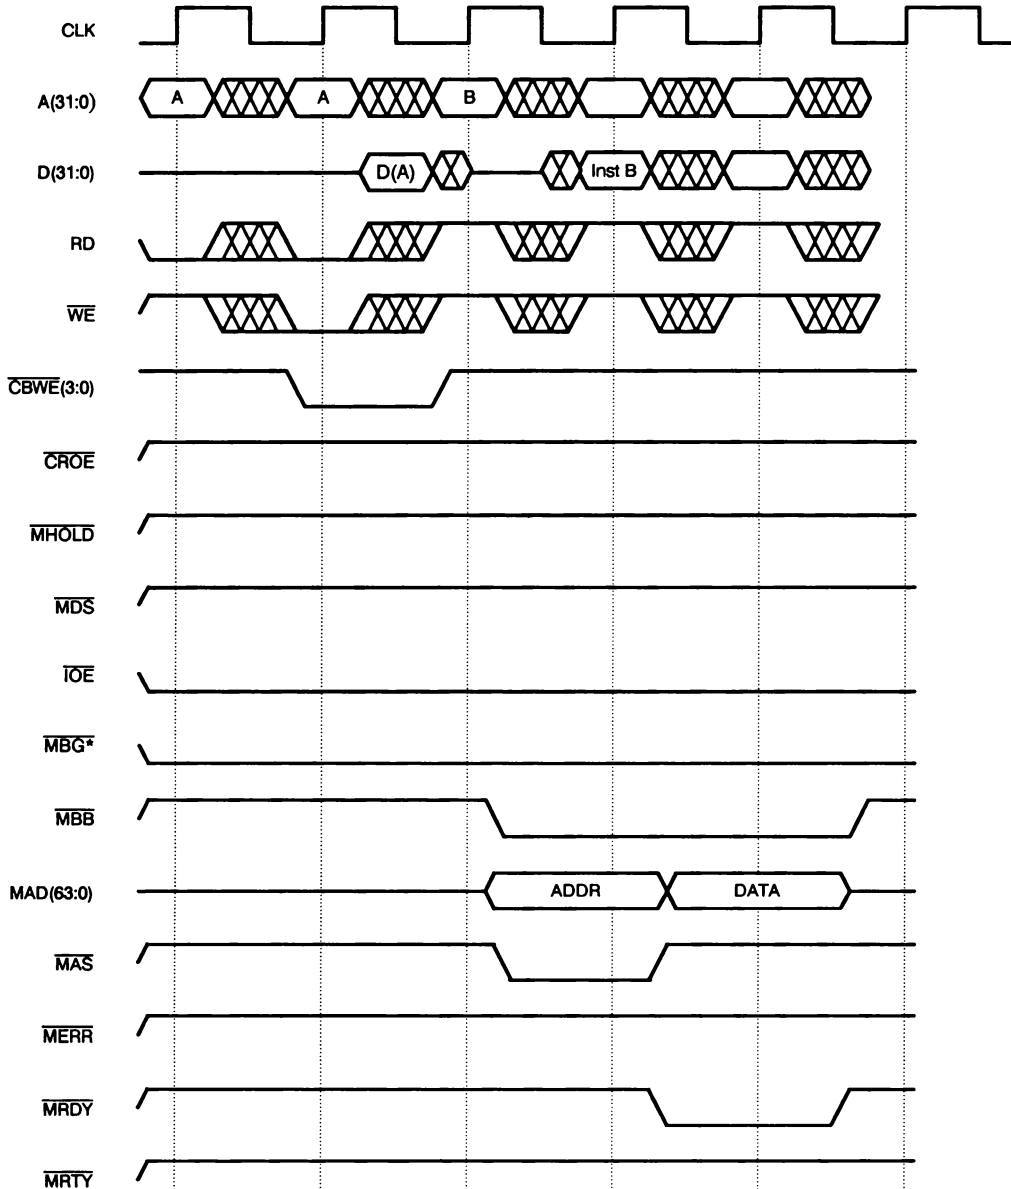 CLK
A(31:0) A A B
D(31:0) D(A) Inst B
RD
WE
CBWE(3:0)
CROE
MHOLD
MDS
IOE
MBG*
MBB
MAD(63:0) ADDR DATA
MAS
MERR
MRDY
MRTY